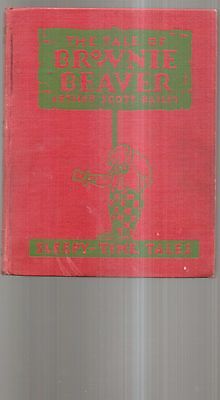 THE TALE OF
BROWNIE
BEAVER
ARTHUR SCOTT BAILEY
SLEEPY-TIME TALES